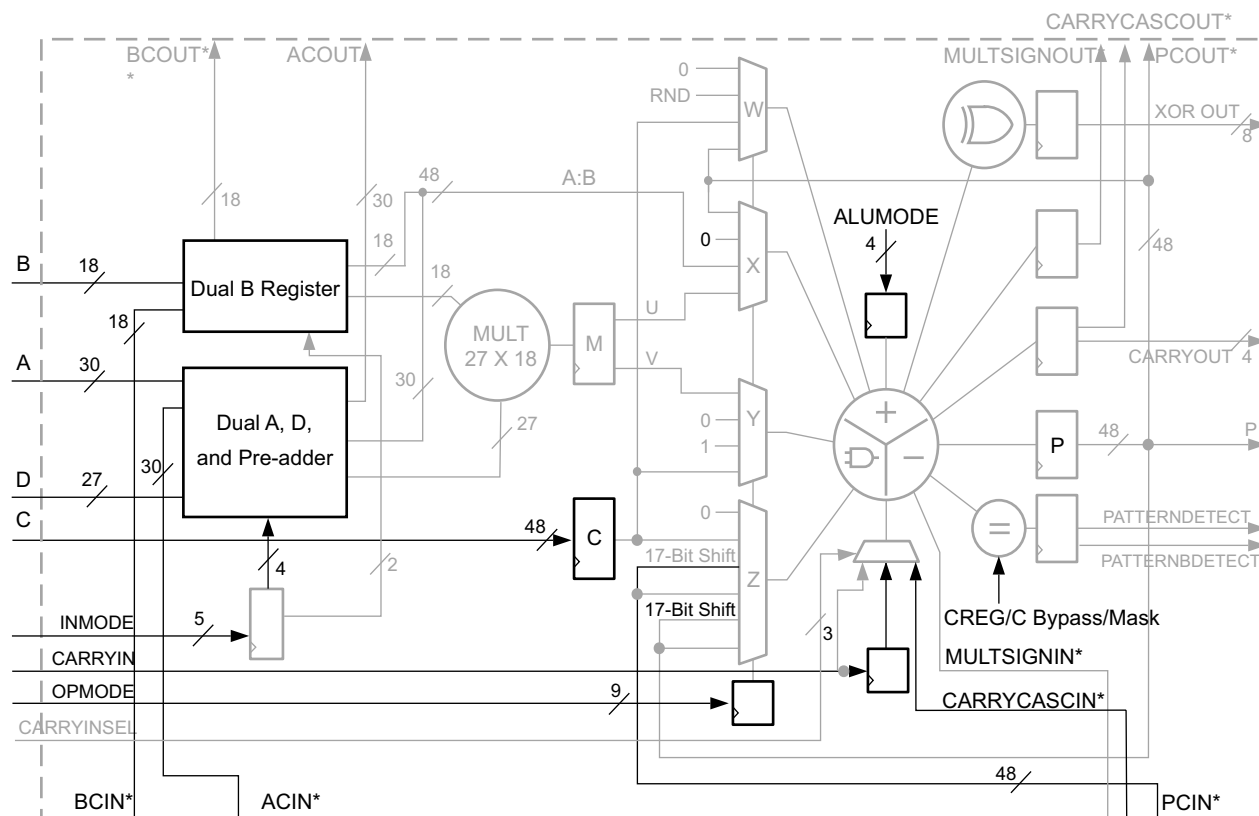 CARRYCASCOUT*
BCOUT*
*
ACOUT
MULTSIGNOUT
PCOUT*
0
RND
W
XOR OUT
8
48
A:B
18
30
ALUMODE
4
18
0
X
48
B
18
Dual B Register
18
18
MULT
27 X 18
M
U
V
CARRYOUT
4
A
30
30
Dual A, D,
and Pre-adder
27
Y
0
1
+
−
P
48
P
30
D
27
C
48
C
0
17-Bit Shift
Z
17-Bit Shift
=
PATTERNDETECT
PATTERNBDETECT
4
2
INMODE
5
3
CREG/C Bypass/Mask
CARRYIN
MULTSIGNIN*
OPMODE
9
CARRYCASCIN*
CARRYINSEL
48
BCIN*
ACIN*
PCIN*